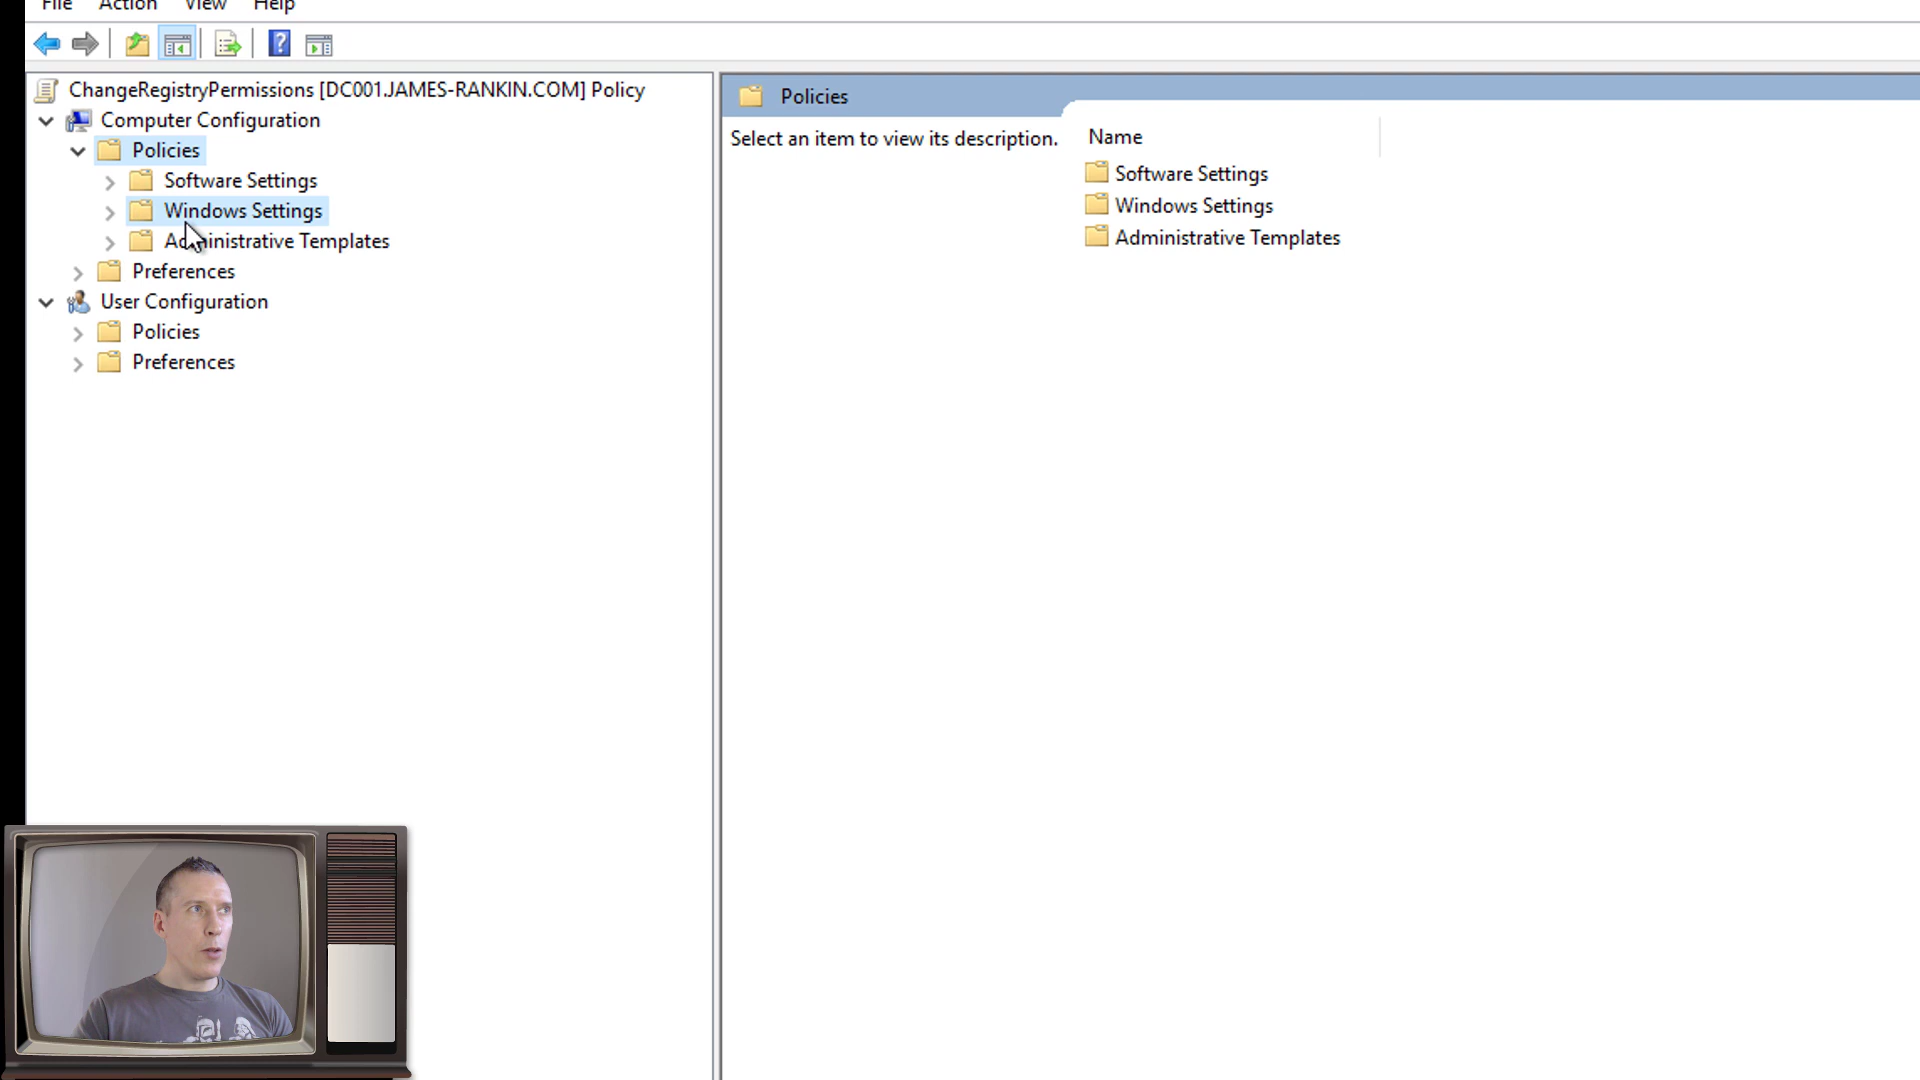 File Action View Help
ChangeRegistryPermissions [DC001.JAMES-RANKIN.COM] Policy
Computer Configuration
Policies
Software Settings
Windows Settings
Administrative Templates
Preferences
User Configuration
Policies
Preferences
Policies
Select an item to view its description.
Name
Software Settings
Windows Settings
Administrative Templates